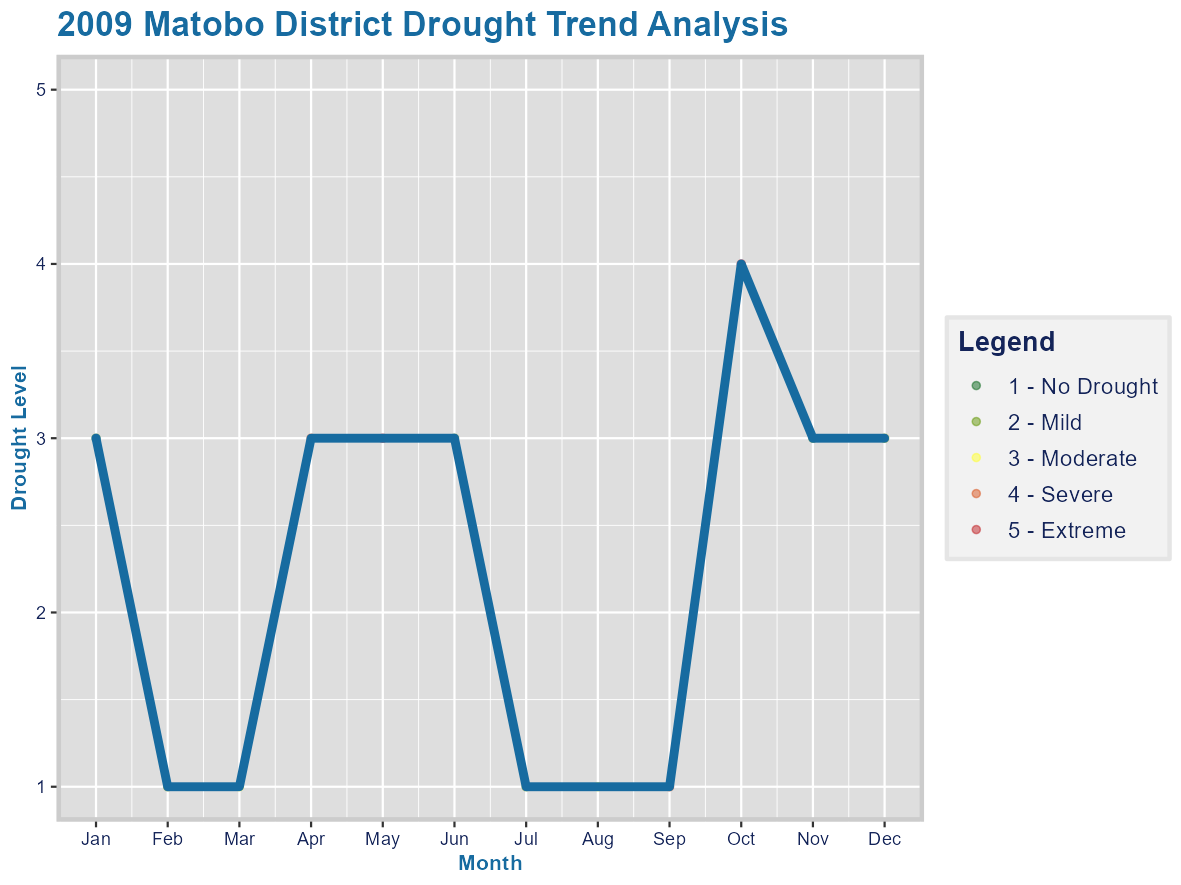 2009 Matobo District Drought Trend Analysis
5
4
3
2
1
Drought Level
Jan Feb Mar Apr May Jun Jul Aug Sep Oct Nov Dec
Month
Legend
1 - No Drought
2 - Mild
3 - Moderate
4 - Severe
5 - Extreme